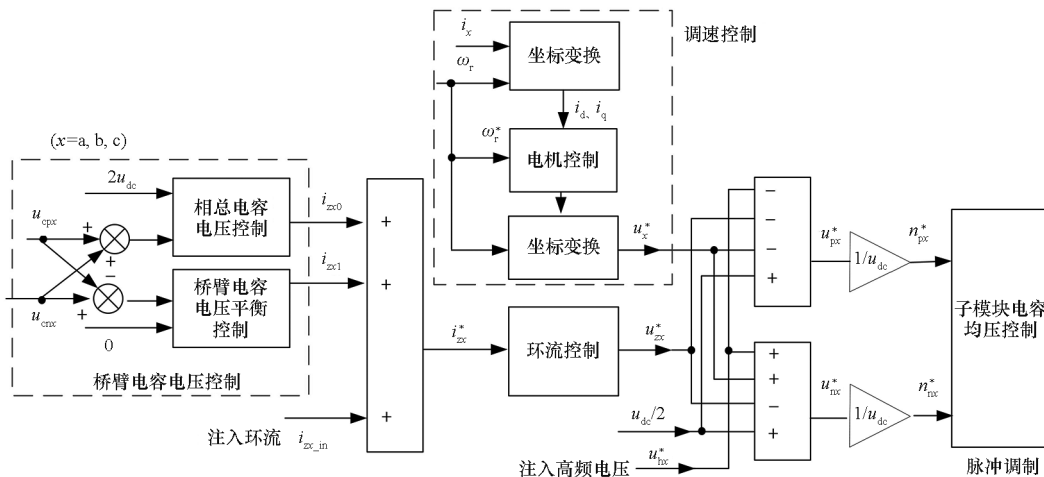 (x=a, b, c)
2u_dc
u_cpx
+
+
−
+
u_cnx
0
相总电容
电压控制
桥臂电容
电压平衡
控制
桥臂电容电压控制
i_zx0
i_zx1
注入环流 i_zx_in
+
+
+
i_zx^*
调速控制
i_x
ω_r
坐标变换
i_d、i_q
ω_r^*
电机控制
坐标变换
u_x^*
环流控制
u_zx^*
u_dc/2
注入高频电压 u_hx^*
−
−
−
+
+
+
−
+
u_px^*
1/u_dc
n_px^*
u_nx^*
1/u_dc
n_nx^*
子模块电容
均压控制
脉冲调制